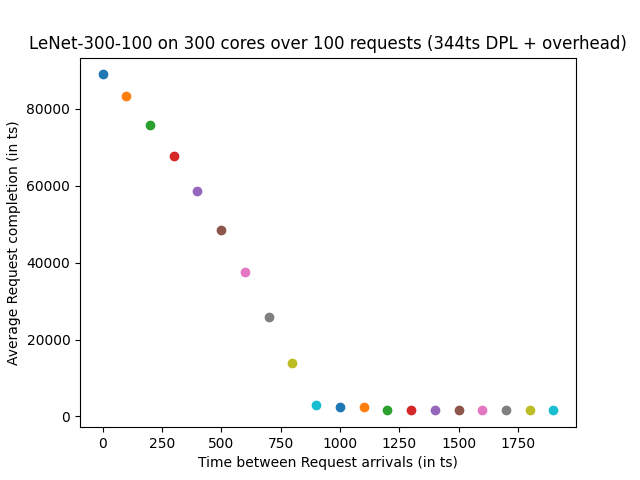 LeNet-300-100 on 300 cores over 100 requests (344ts DPL + overhead)
Average Request completion (in ts)
80000
60000
40000
20000
0
0 250 500 750 1000 1250 1500 1750
Time between Request arrivals (in ts)